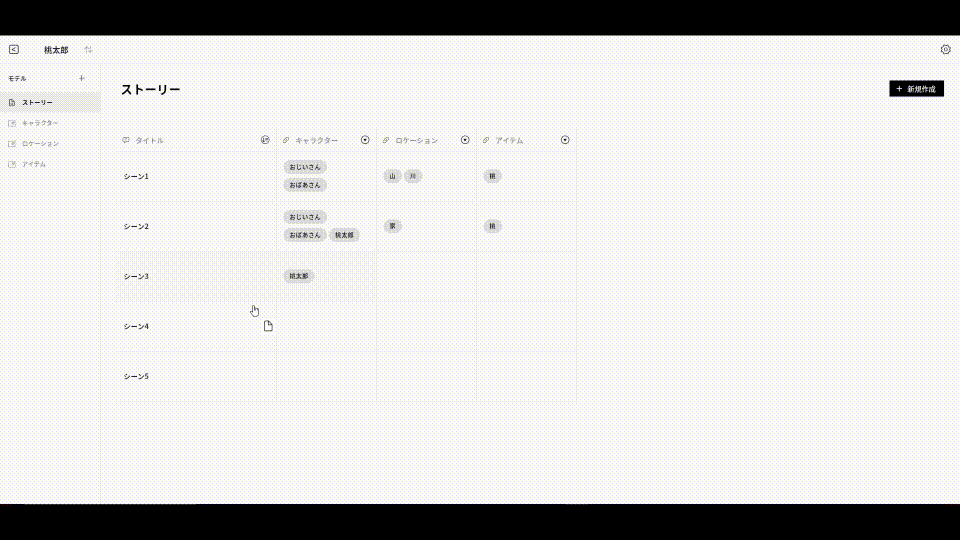 桃太郎
モデル
ストーリー
キャラクター
ロケーション
アイテム
ストーリー
新規作成
タイトル キャラクター ロケーション アイテム
シーン1 おじいさん おばあさん 山 川 桃
シーン2 おじいさん おばあさん 桃太郎 家 桃
シーン3 桃太郎
シーン4
シーン5